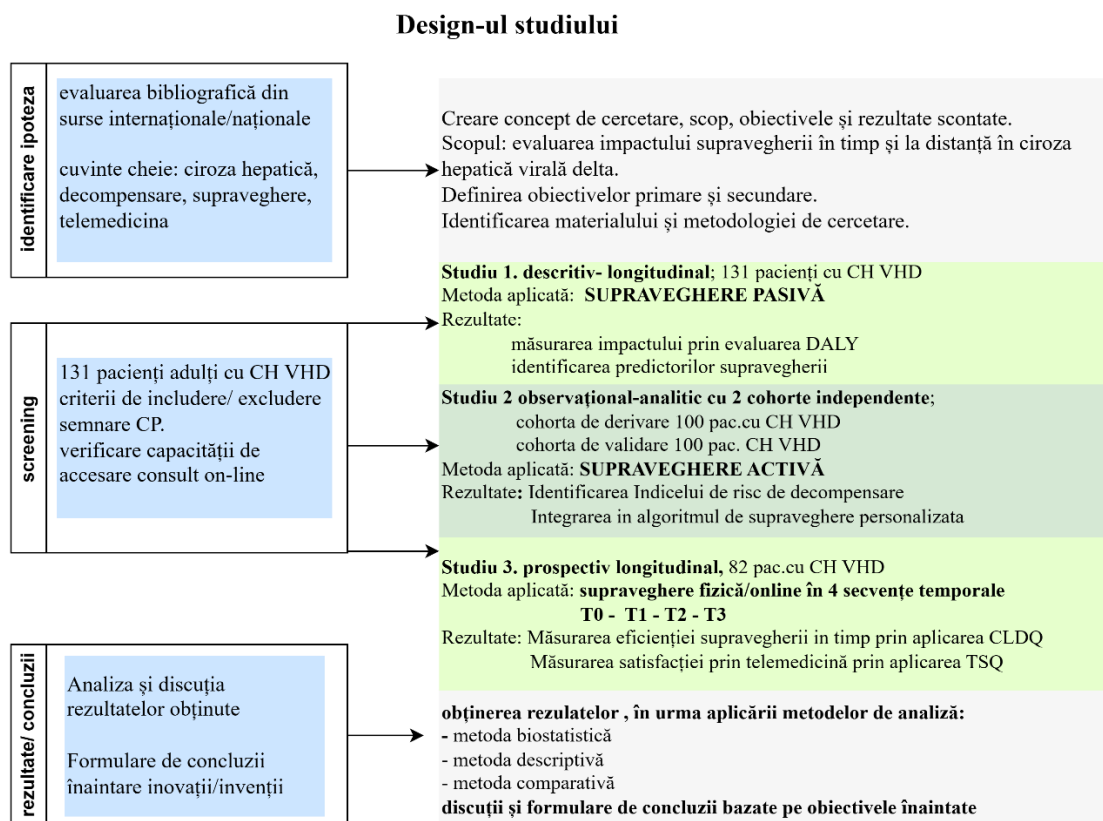 Design-ul studiului
identificare ipoteza
evaluarea bibliografică din
surse internaționale/naționale
cuvinte cheie: ciroza hepatică,
decompensare, supraveghere,
telemedicina
Creare concept de cercetare, scop, obiectivele și rezultate scontate.
Scopul: evaluarea impactului supravegherii în timp și la distanță în ciroza
hepatică virală delta.
Definirea obiectivelor primare și secundare.
Identificarea materialului și metodologiei de cercetare.
screening
131 pacienți adulți cu CH VHD
criterii de includere/ excludere
semnare CP.
verificare capacității de
accesare consult on-line
Studiu 1. descritiv- longitudinal; 131 pacienți cu CH VHD
Metoda aplicată: SUPRAVEGHERE PASIVĂ
Rezultate:
măsurarea impactului prin evaluarea DALY
identificarea predictorilor supravegherii
Studiu 2 observațional-analitic cu 2 cohorte independente;
cohorta de derivare 100 pac.cu CH VHD
cohorta de validare 100 pac. CH VHD
Metoda aplicată: SUPRAVEGHERE ACTIVĂ
Rezultate: Identificarea Indicelui de risc de decompensare
Integrarea in algoritmul de supraveghere personalizata
Studiu 3. prospectiv longitudinal, 82 pac.cu CH VHD
Metoda aplicată: supraveghere fizică/online în 4 secvențe temporale
T0 - T1 - T2 - T3
Rezultate: Măsurarea eficienției supravegherii in timp prin aplicarea CLDQ
Măsurarea satisfacției prin telemedicină prin aplicarea TSQ
rezultate/ concluzii
Analiza și discuția
rezultatelor obținute
Formulare de concluzii
înaintare inovații/invenții
obținerea rezulatelor , în urma aplicării metodelor de analiză:
- metoda biostatistică
- metoda descriptivă
- metoda comparativă
discuții și formulare de concluzii bazate pe obiectivele înaintate